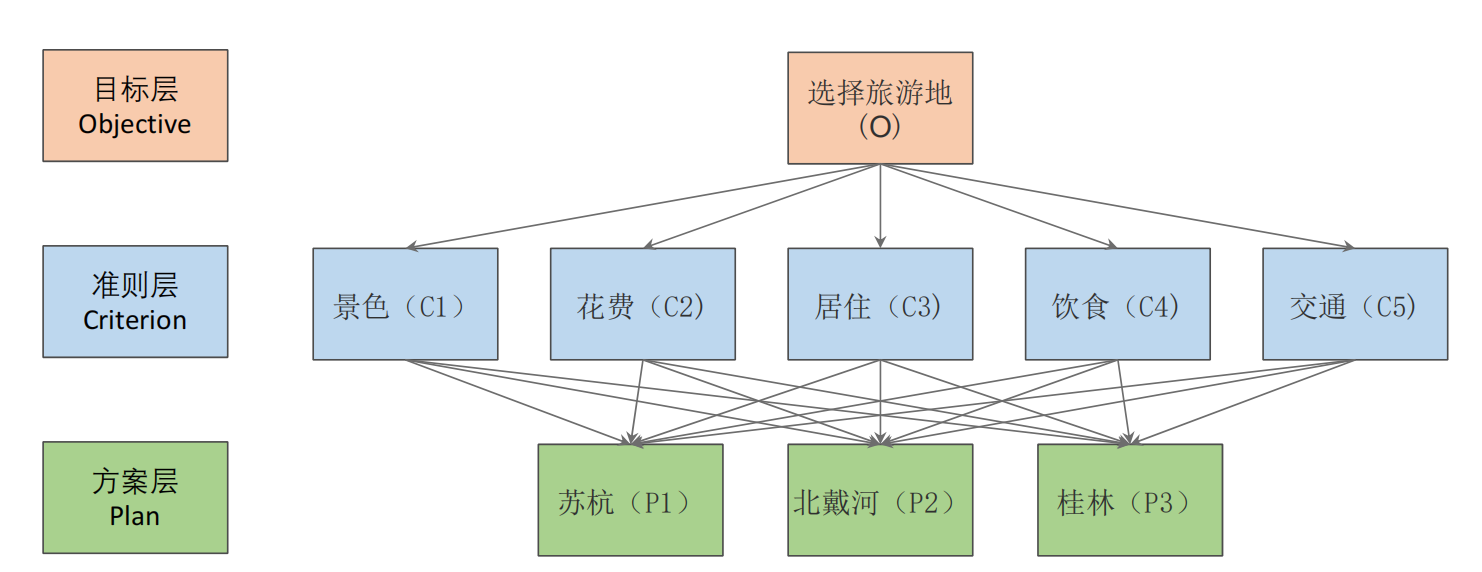 目标层
Objective
选择旅游地
(O)
准则层
Criterion
景色（C1）
花费（C2)
居住（C3)
饮食（C4)
交通（C5)
方案层
Plan
苏杭（P1）
北戴河（P2）
桂林（P3）